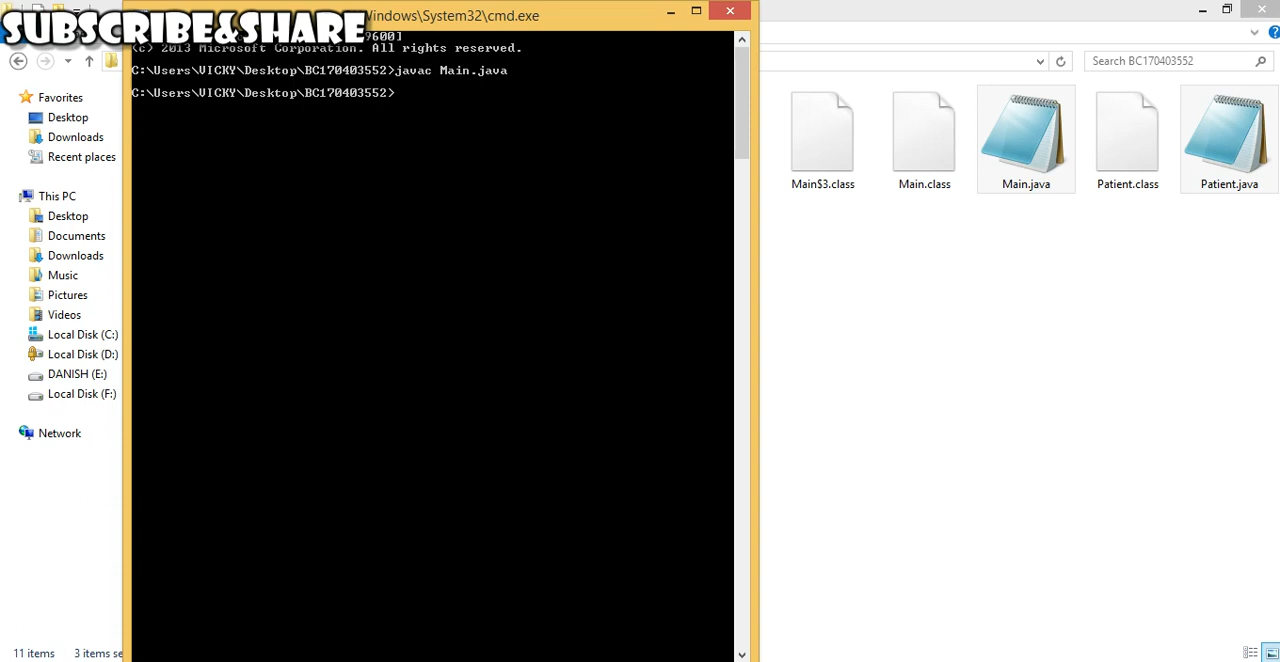 SUBSCRIBE&SHARE
Windows\System32\cmd.exe
9600]
(c) 2013 Microsoft Corporation. All rights reserved.
C:\Users\VICKY\Desktop\BC170403552>javac Main.java
C:\Users\VICKY\Desktop\BC170403552>
Search BC170403552
Favorites
Desktop
Downloads
Recent places
This PC
Desktop
Documents
Downloads
Music
Pictures
Videos
Local Disk (C:)
Local Disk (D:)
DANISH (E:)
Local Disk (F:)
Network
Main$3.class
Main.class
Main.java
Patient.class
Patient.java
11 items
3 items se